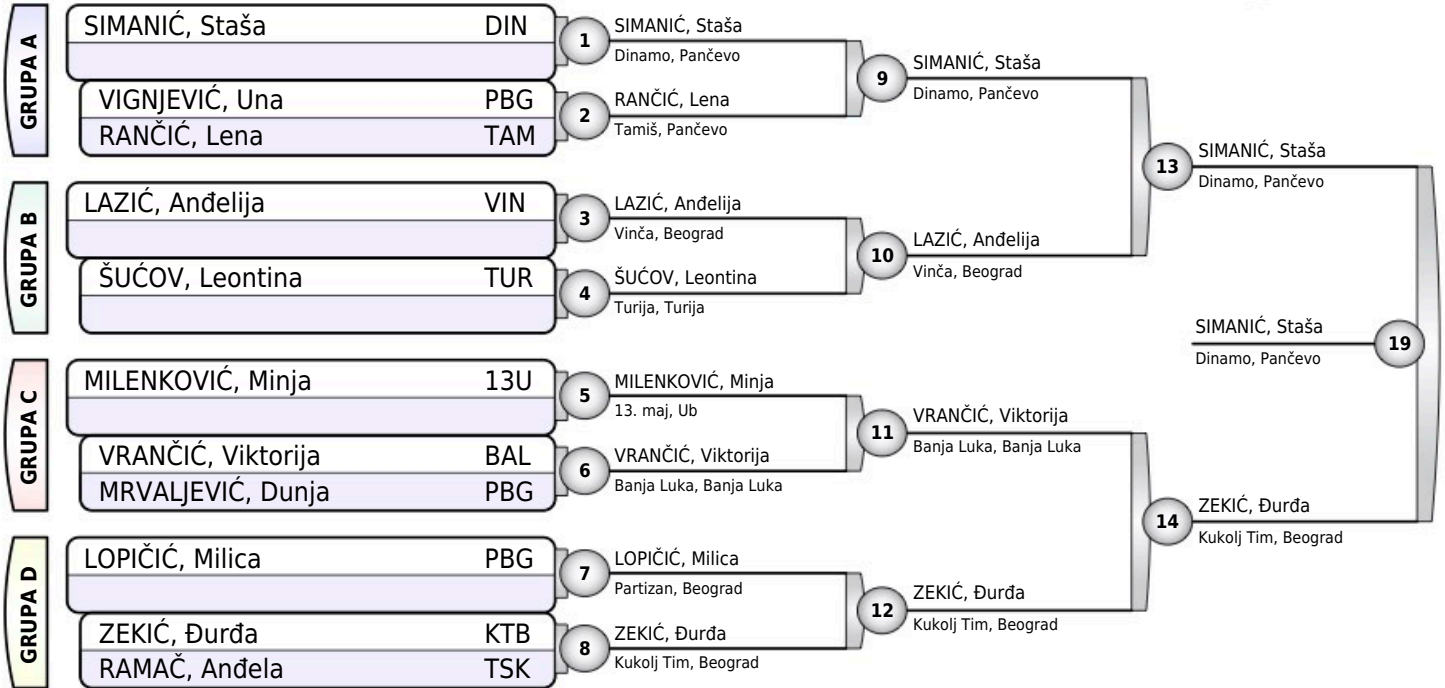 GRUPA A
SIMANIĆ, Staša DIN
VIGNJEVIĆ, Una PBG
RANČIĆ, Lena TAM
GRUPA B
LAZIĆ, Anđelija VIN
ŠUĆOV, Leontina TUR
GRUPA C
MILENKOVIĆ, Minja 13U
VRANČIĆ, Viktorija BAL
MRVALJEVIĆ, Dunja PBG
GRUPA D
LOPIČIĆ, Milica PBG
ZEKIĆ, Đurđa KTB
RAMAČ, Anđela TSK
1
SIMANIĆ, Staša
Dinamo, Pančevo
2
RANČIĆ, Lena
Tamiš, Pančevo
3
LAZIĆ, Anđelija
Vinča, Beograd
4
ŠUĆOV, Leontina
Turija, Turija
5
MILENKOVIĆ, Minja
13. maj, Ub
6
VRANČIĆ, Viktorija
Banja Luka, Banja Luka
7
LOPIČIĆ, Milica
Partizan, Beograd
8
ZEKIĆ, Đurđa
Kukolj Tim, Beograd
9
SIMANIĆ, Staša
Dinamo, Pančevo
10
LAZIĆ, Anđelija
Vinča, Beograd
11
VRANČIĆ, Viktorija
Banja Luka, Banja Luka
12
ZEKIĆ, Đurđa
Kukolj Tim, Beograd
13
SIMANIĆ, Staša
Dinamo, Pančevo
14
ZEKIĆ, Đurđa
Kukolj Tim, Beograd
SIMANIĆ, Staša
Dinamo, Pančevo
19